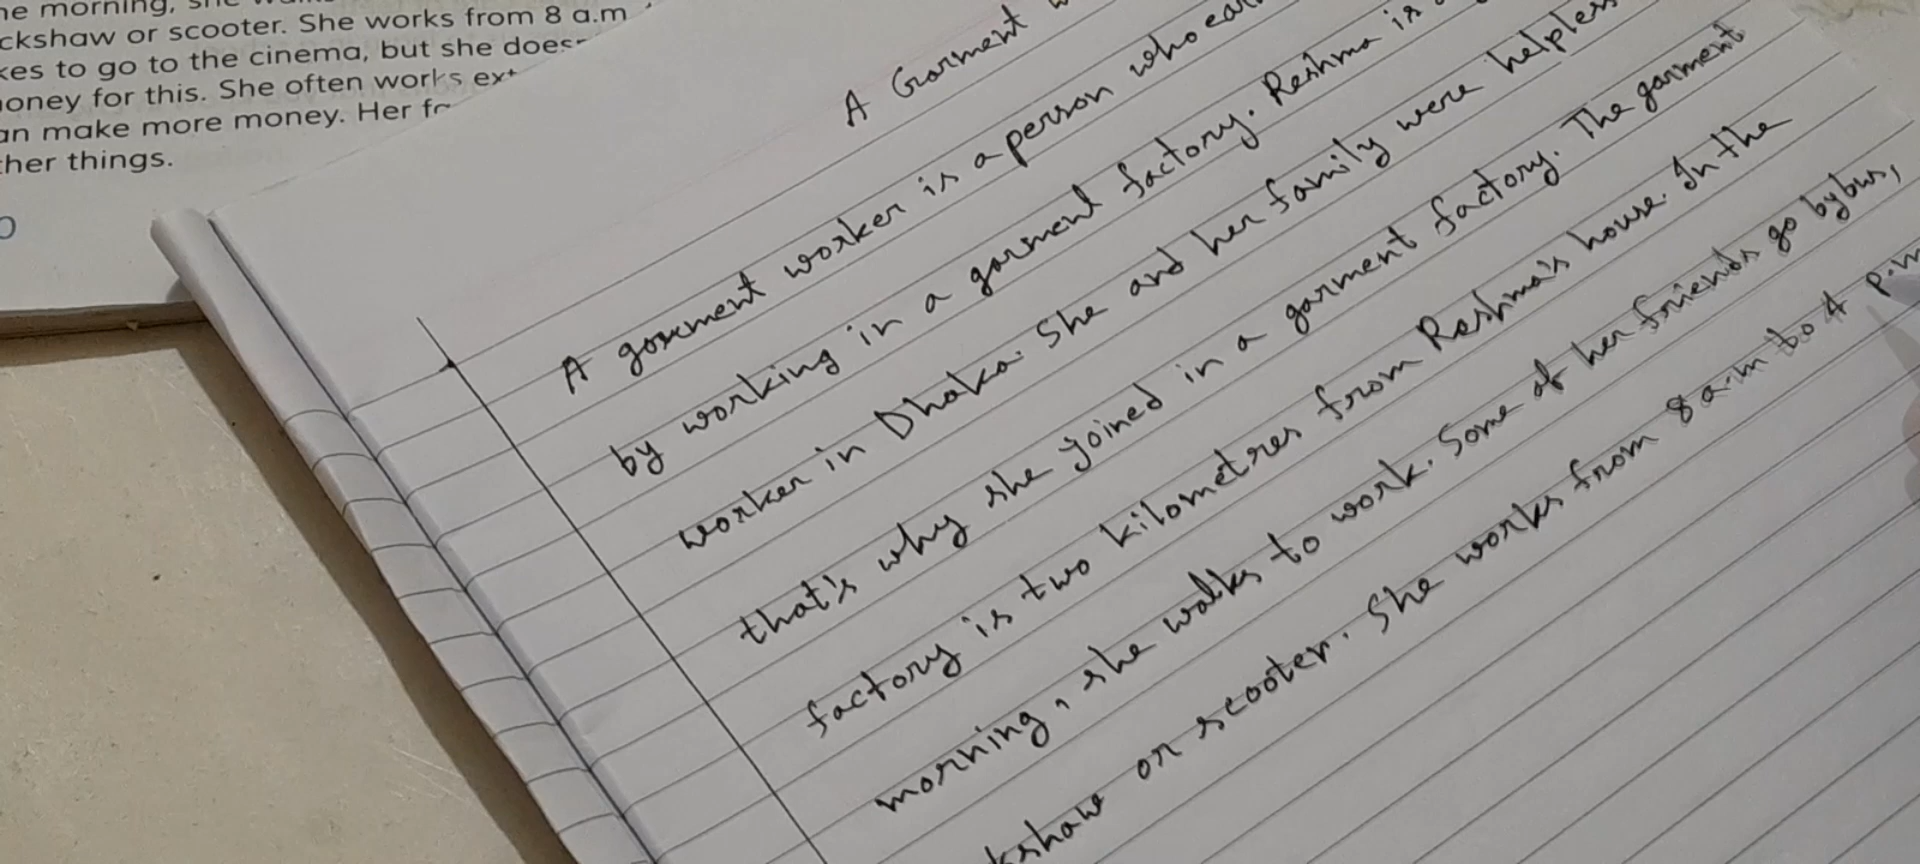 morning,
ckshaw or scooter. She works from 8 a.m
kes to go to the cinema, but she does
oney for this. She often works ext
an make more money. Her fa
ther things.
A Garment
A gorment worker is a person who ear
by working in a garment factory. Reshma is
worker in Dhaka. She and her family were helpless
that's why she joined in a garment factory. The garment
factory is two kilometres from Reshma's house. In the
morning, she walks to work. Some of her friends go by bus,
kshaw or scooter. She works from 8 a.m to 4 p.m